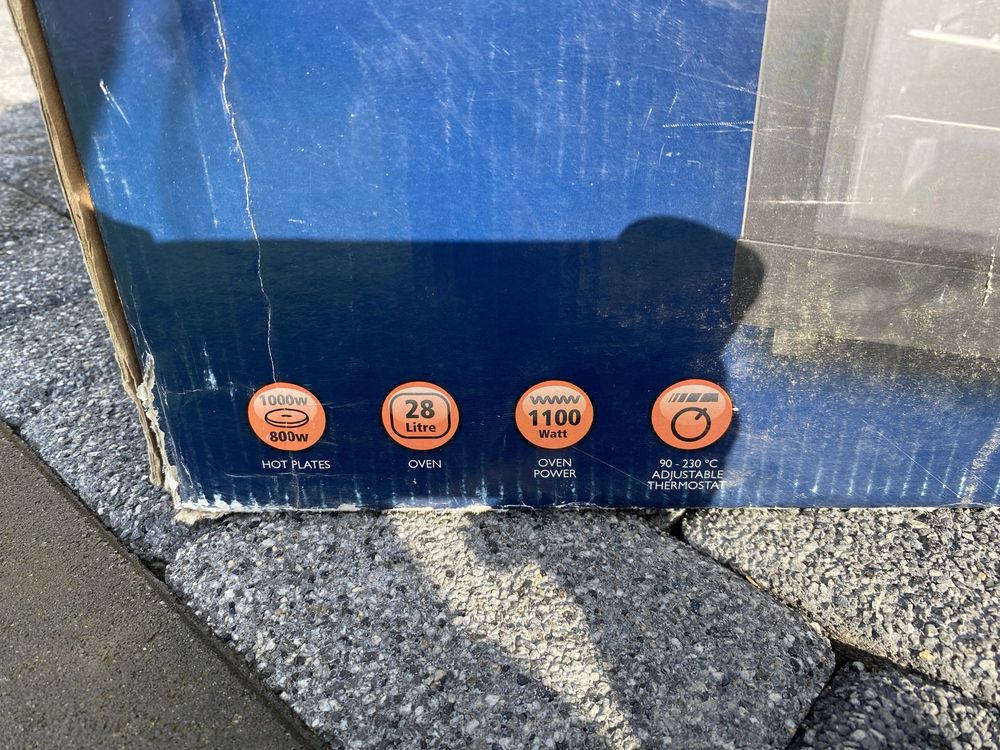 1000w
800w
HOT PLATES
28
Litre
OVEN
1100
Watt
OVEN
POWER
90 - 230 °C
ADJUSTABLE
THERMOSTAT